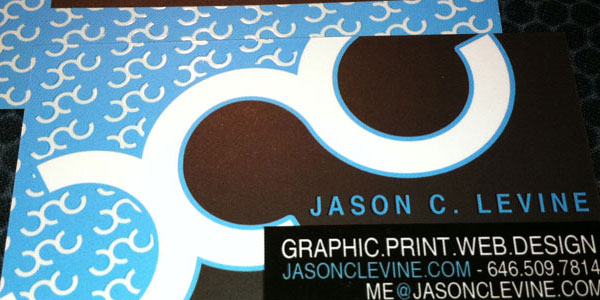 JASON C. LEVINE
GRAPHIC.PRINT.WEB.DESIGN
JASONCLEVINE.COM - 646.509.7814
ME@JASONCLEVINE.COM